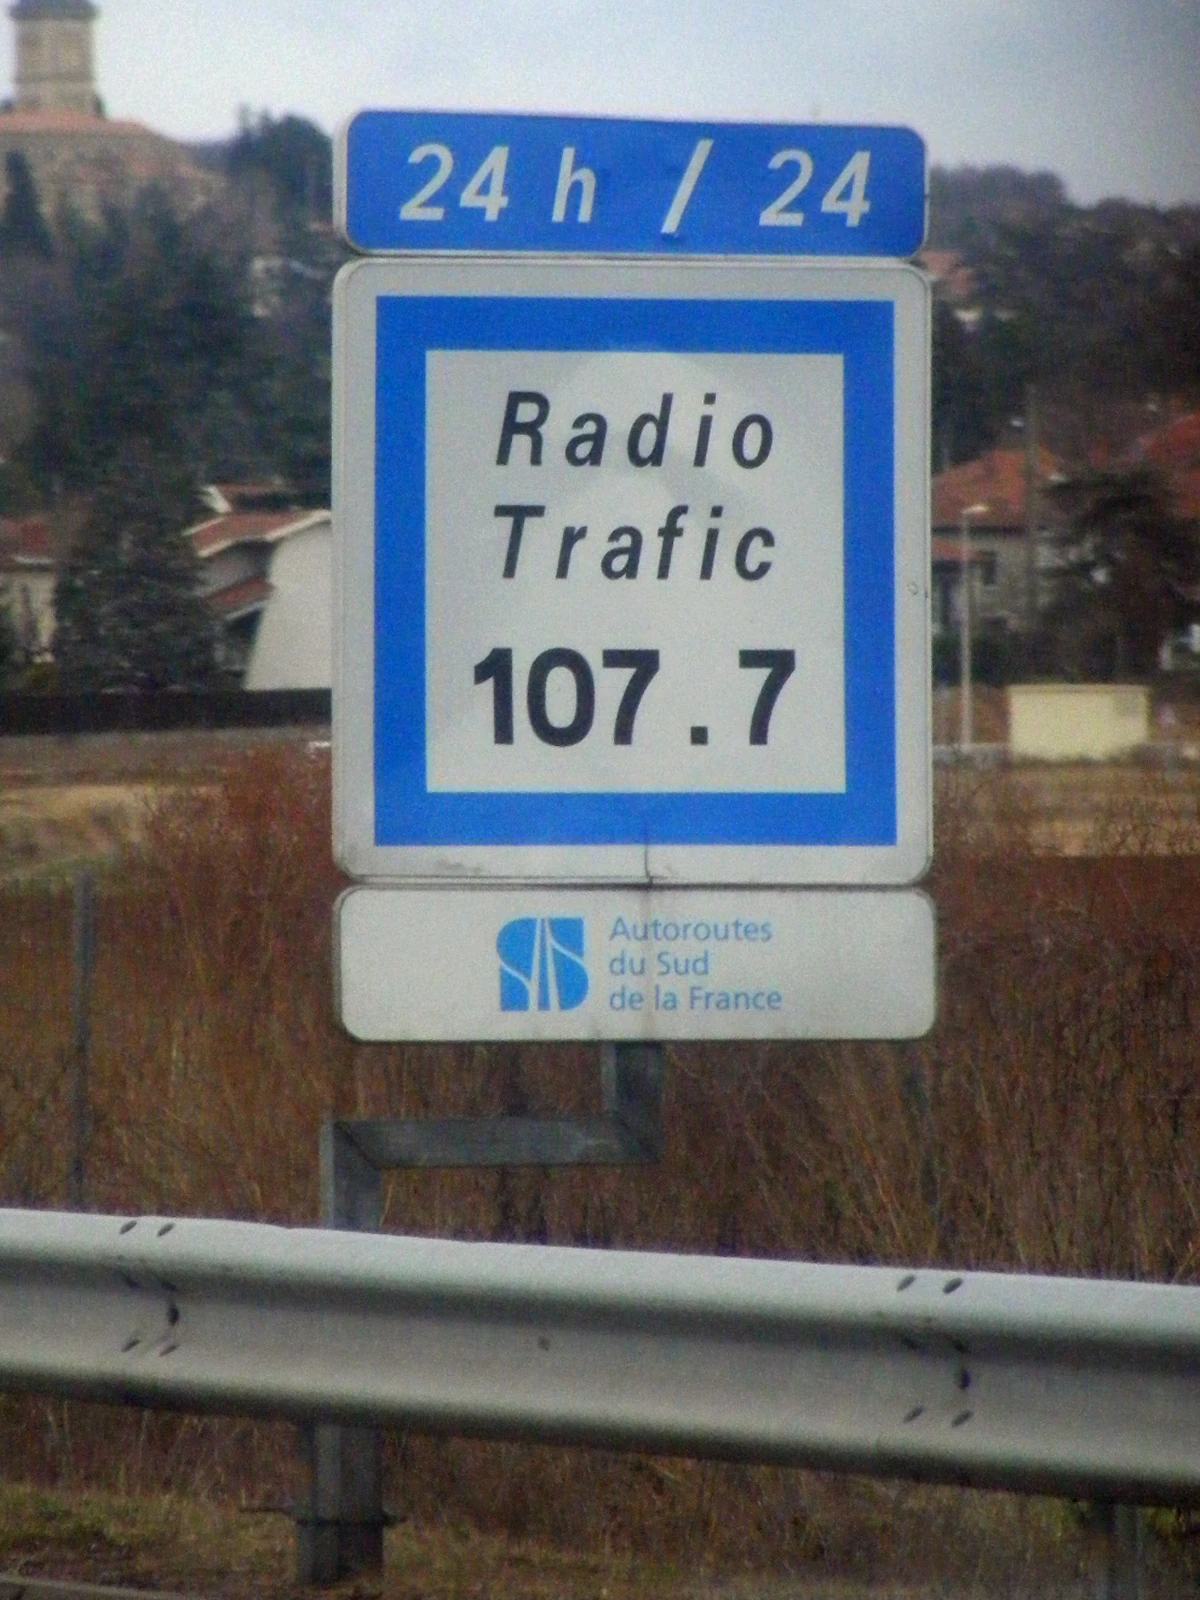 24 h / 24
Radio
Trafic
107.7
Autoroutes
du Sud
de la France